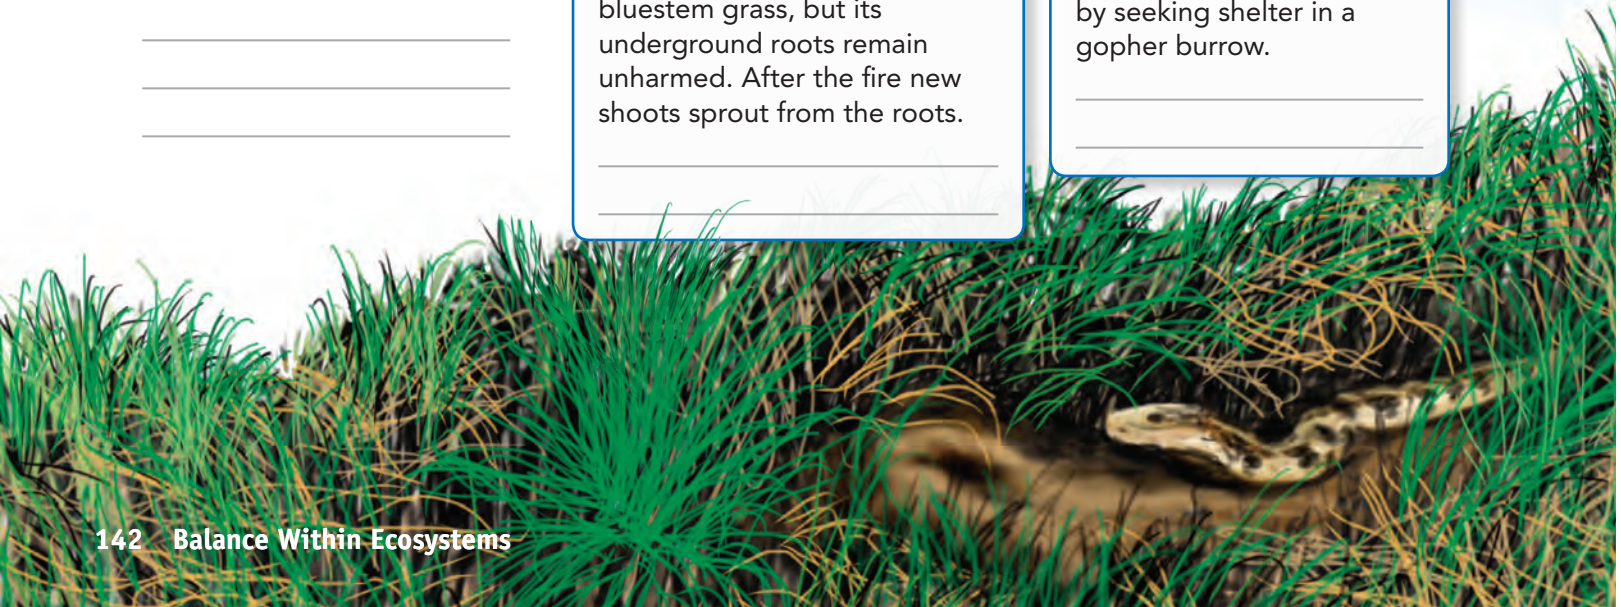 bluestem grass, but its
underground roots remain
unharmed. After the fire new
shoots sprout from the roots.
by seeking shelter in a
gopher burrow.
142 Balance Within Ecosystems